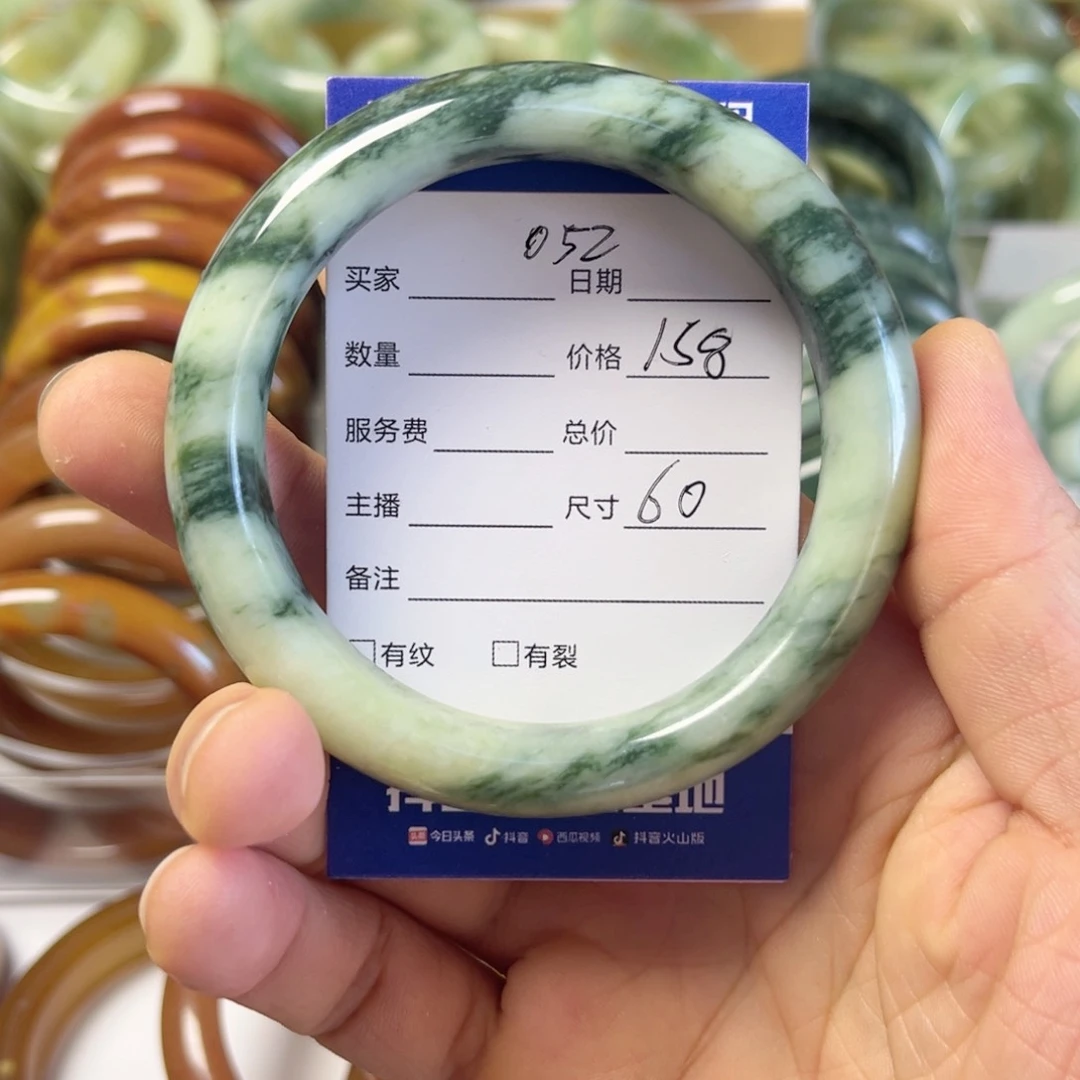 052
买家 日期
数量 价格 158
服务费 总价
主播 尺寸 60
备注
□有纹 □有裂
头条 今日头条 抖音 西瓜视频 抖音火山版